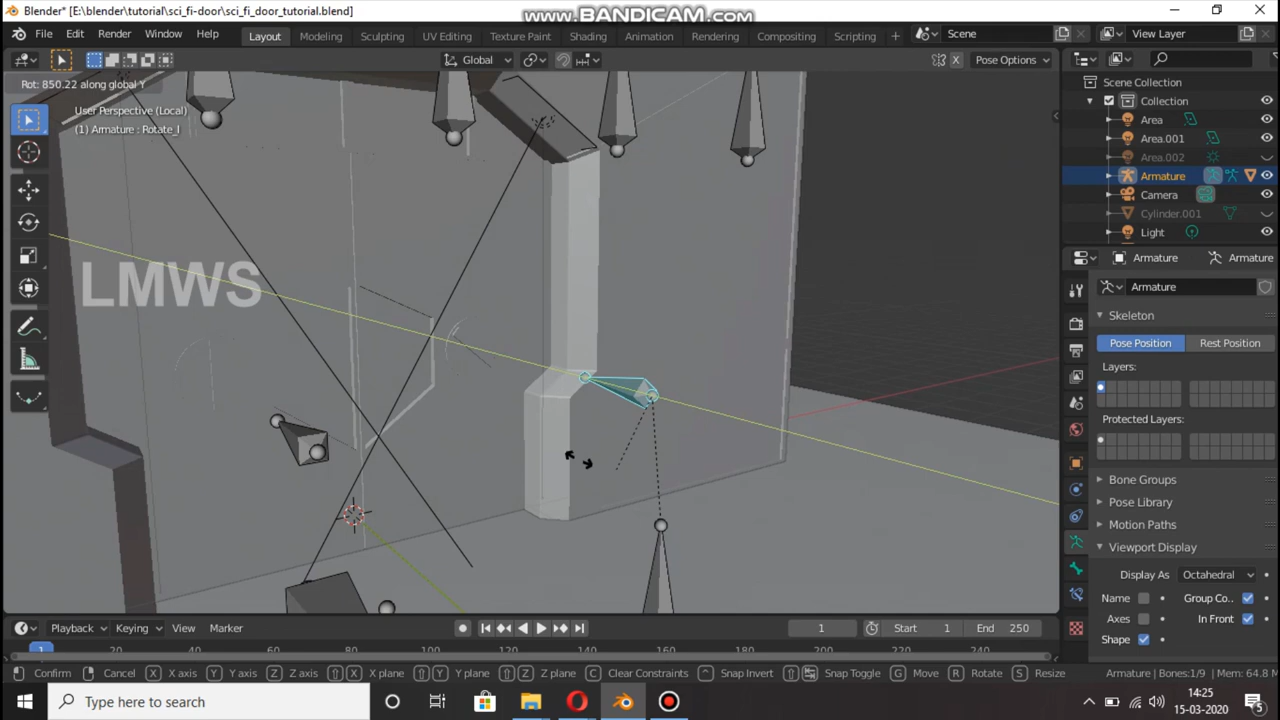 Blender* [E:\blender\tutorial\sci_fi-door\sci_fi_door_tutorial.blend]
www.BANDICAM.com
File Edit Render Window Help Layout Modeling Sculpting UV Editing Texture Paint Shading Animation Rendering Compositing Scripting + Scene View Layer
Global Pose Options
Rot: 850.22 along global Y
User Perspective (Local)
(1) Armature : Rotate_l
LMWS
Scene Collection
Collection
Area
Area.001
Area.002
Armature
Camera
Cylinder.001
Light
Armature Armature
Armature
Skeleton
Pose Position Rest Position
Layers:
Protected Layers:
Bone Groups
Pose Library
Motion Paths
Viewport Display
Display As Octahedral
Name Group Co..
Axes In Front
Shape
Playback Keying View Marker 1 Start 1 End 250
1 20 40 60 80 100 120 140 160 180 200 220 240
Confirm Cancel X X axis Y Y axis Z Z axis X X plane Y Y plane Z Z plane C Clear Constraints Snap Invert Snap Toggle G Move R Rotate S Resize Armature | Bones:1/9 | Mem: 64.8 M
Type here to search
14:25
15-03-2020
5